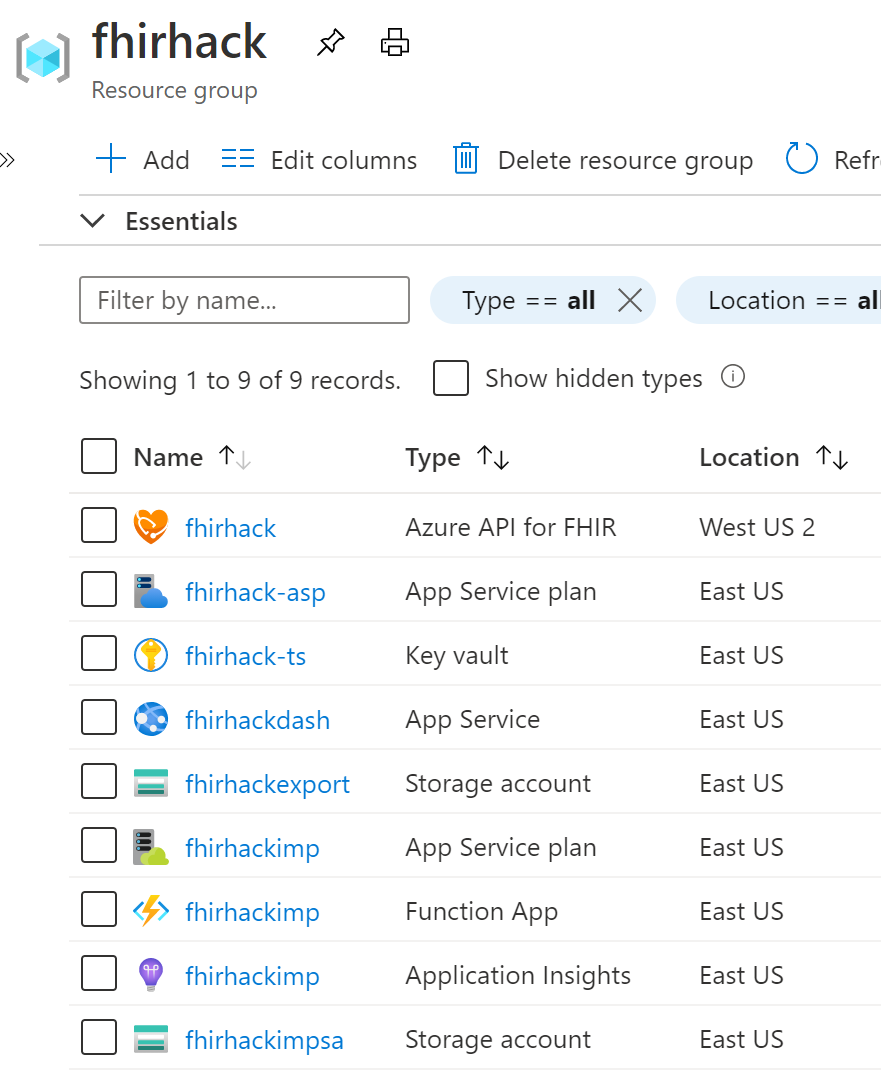 fhirhack
Resource group
Add Edit columns Delete resource group Refr
Essentials
Filter by name... Type == all Location == all
Showing 1 to 9 of 9 records. Show hidden types
Name Type Location
fhirhack Azure API for FHIR West US 2
fhirhack-asp App Service plan East US
fhirhack-ts Key vault East US
fhirhackdash App Service East US
fhirhackexport Storage account East US
fhirhackimp App Service plan East US
fhirhackimp Function App East US
fhirhackimp Application Insights East US
fhirhackimpsa Storage account East US